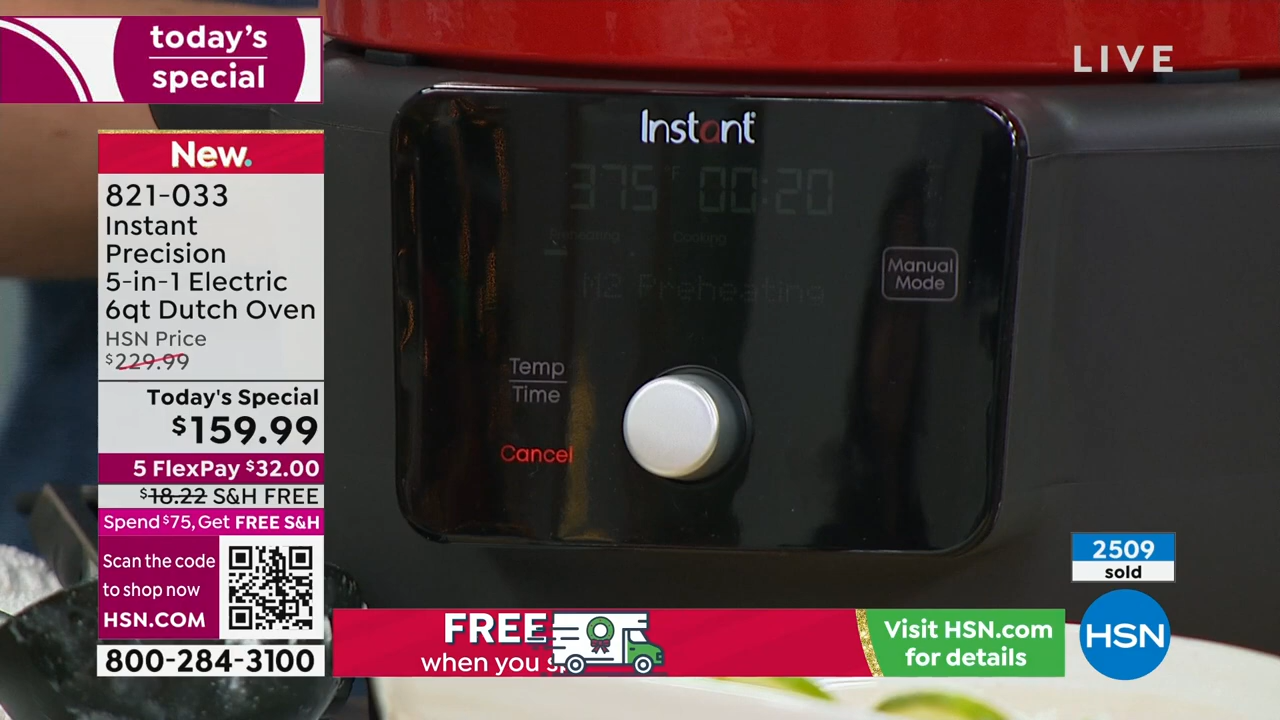 today's
special
LIVE
New.
821-033
Instant
Precision
5-in-1 Electric
6qt Dutch Oven
HSN Price
$229.99
Today's Special
$159.99
5 FlexPay $32.00
$18.22 S&H FREE
Spend $75, Get FREE S&H
Scan the code
to shop now
HSN.COM
800-284-3100
Instant
375°F 00:20
Preheating Cooking
M2 Preheating
Manual
Mode
Temp
Time
Cancel
2509
sold
FREE
when you
Visit HSN.com
for details
HSN